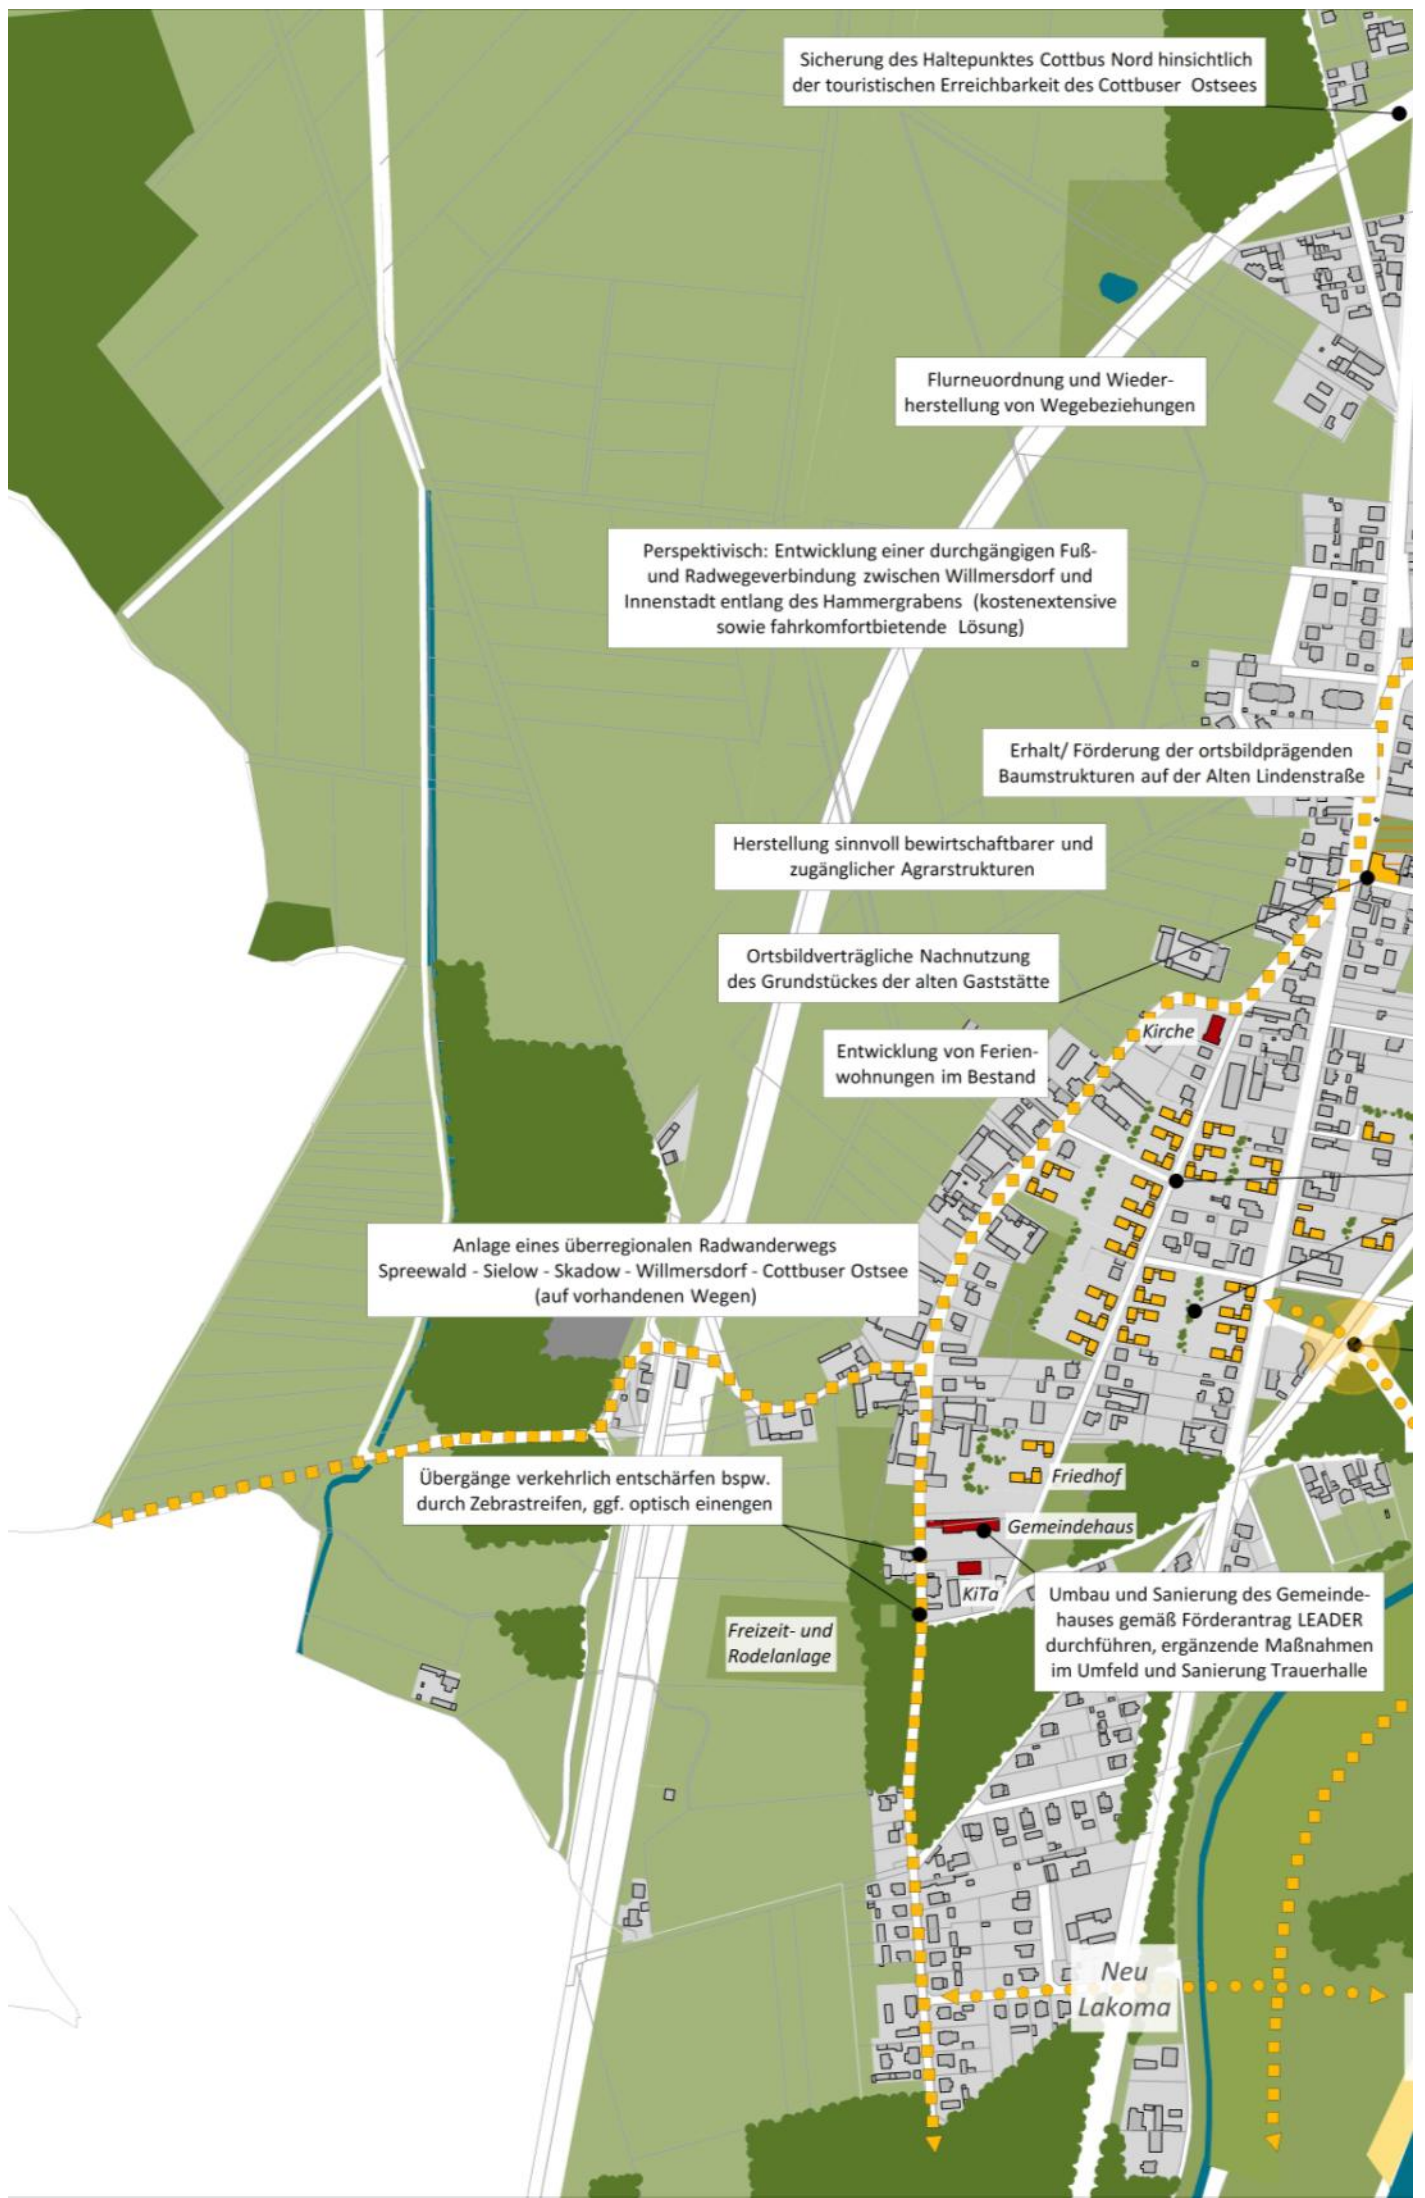 Sicherung des Haltepunktes Cottbus Nord hinsichtlich
der touristischen Erreichbarkeit des Cottbuser Ostsees
Flurneuordnung und Wieder-
herstellung von Wegebeziehungen
Perspektivisch: Entwicklung einer durchgängigen Fuß-
und Radwegeverbindung zwischen Willmersdorf und
Innenstadt entlang des Hammergrabens (kostenextensive
sowie fahrkomfortbietende Lösung)
Erhalt/ Förderung der ortsbildprägenden
Baumstrukturen auf der Alten Lindenstraße
Herstellung sinnvoll bewirtschaftbarer und
zugänglicher Agrarstrukturen
Ortsbildverträgliche Nachnutzung
des Grundstückes der alten Gaststätte
Kirche
Entwicklung von Ferien-
wohnungen im Bestand
Anlage eines überregionalen Radwanderwegs
Spreewald - Sielow - Skadow - Willmersdorf - Cottbuser Ostsee
(auf vorhandenen Wegen)
Übergänge verkehrlich entschärfen bspw.
durch Zebrastreifen, ggf. optisch einengen
Friedhof
Gemeindehaus
KiTa
Umbau und Sanierung des Gemeinde-
hauses gemäß Förderantrag LEADER
durchführen, ergänzende Maßnahmen
im Umfeld und Sanierung Trauerhalle
Freizeit- und
Rodelanlage
Neu
Lakoma